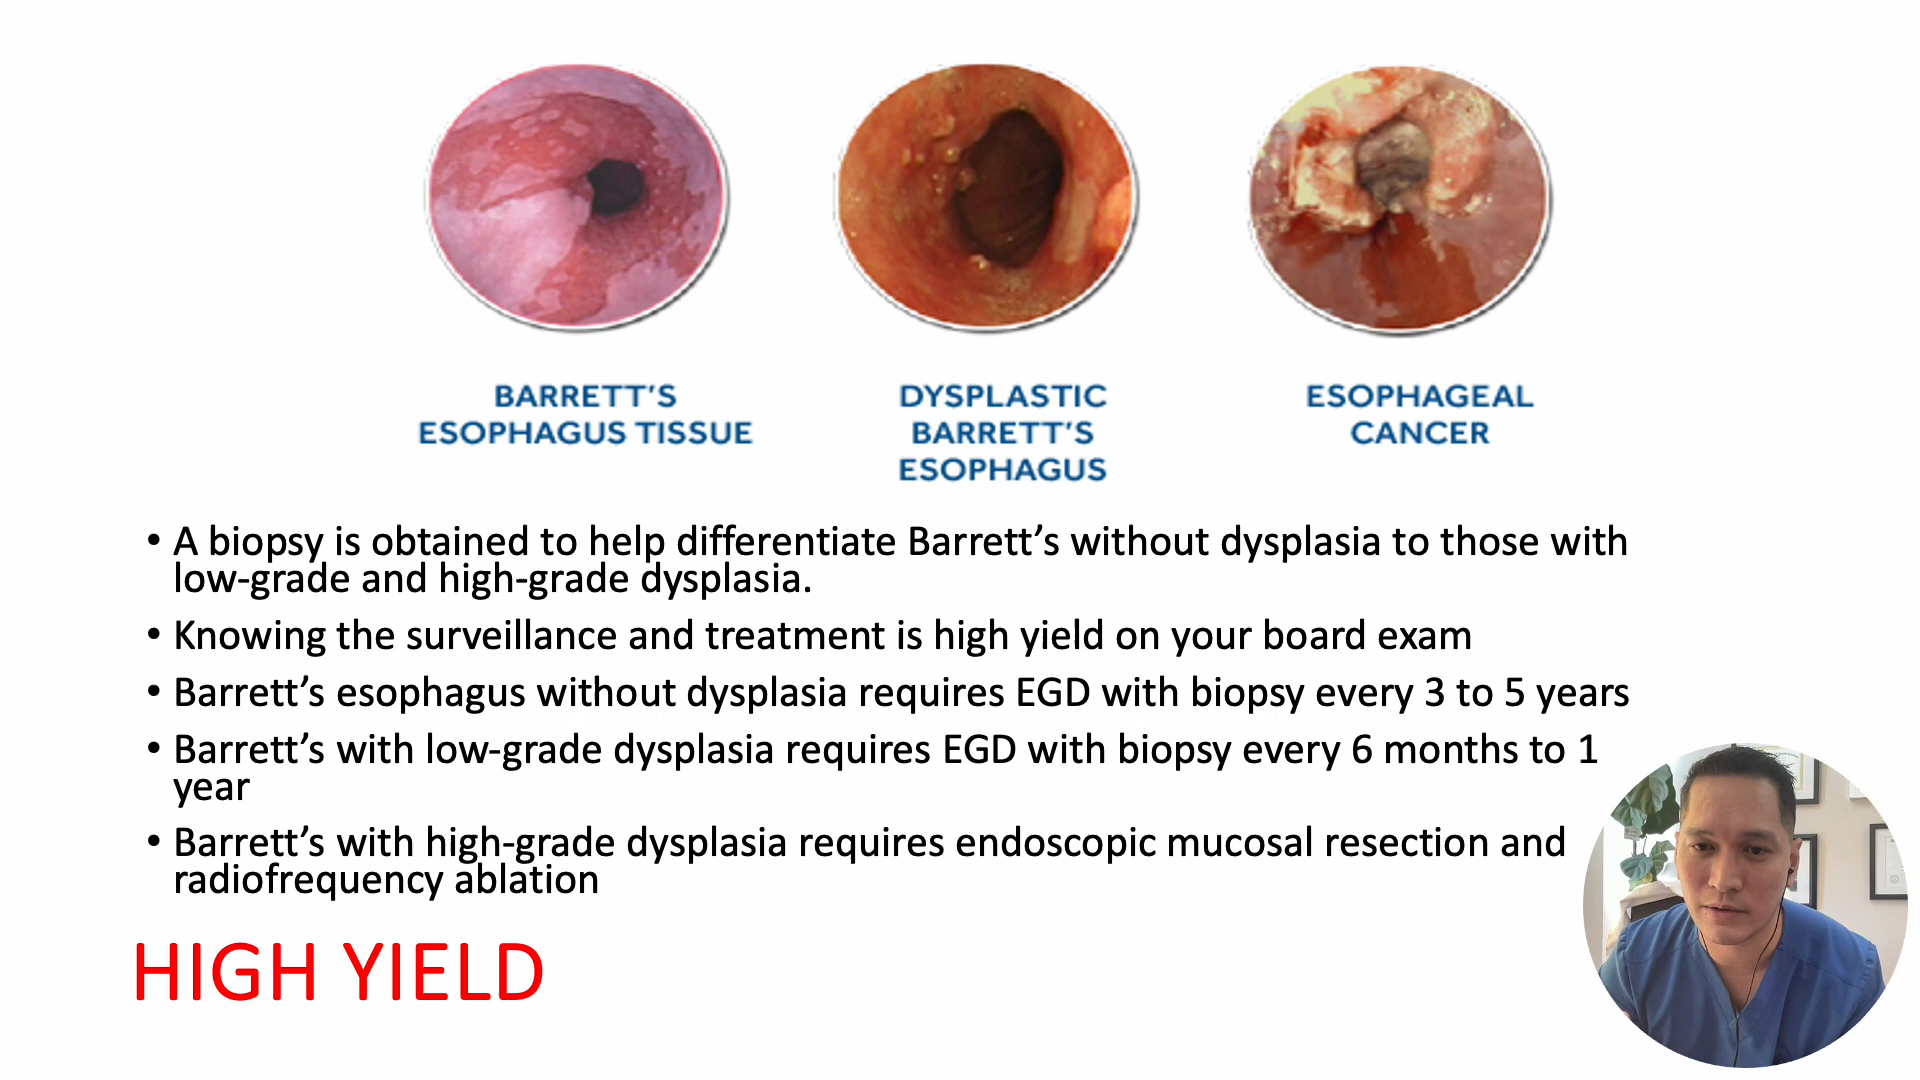 BARRETT'S
ESOPHAGUS TISSUE
DYSPLASTIC
BARRETT'S
ESOPHAGUS
ESOPHAGEAL
CANCER
• A biopsy is obtained to help differentiate Barrett's without dysplasia to those with
low-grade and high-grade dysplasia.
• Knowing the surveillance and treatment is high yield on your board exam
• Barrett's esophagus without dysplasia requires EGD with biopsy every 3 to 5 years
• Barrett's with low-grade dysplasia requires EGD with biopsy every 6 months to 1
year
• Barrett's with high-grade dysplasia requires endoscopic mucosal resection and
radiofrequency ablation
HIGH YIELD